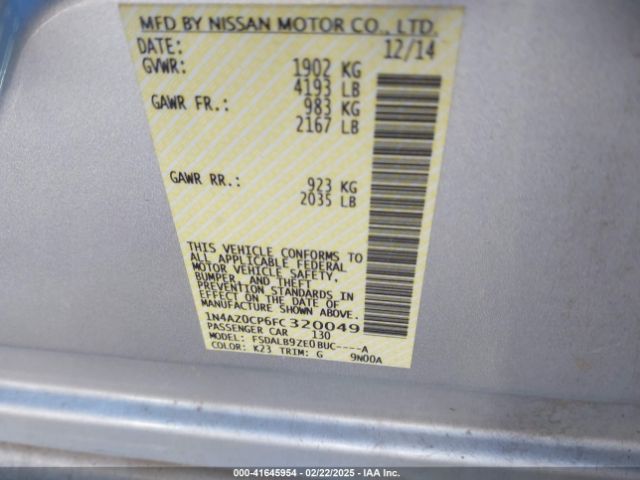 MFD BY NISSAN MOTOR CO., LTD.
DATE: 12/14
GVWR: 1902 KG
4193 LB
GAWR FR.: 983 KG
2167 LB
GAWR RR.: 923 KG
2035 LB
THIS VEHICLE CONFORMS TO
ALL APPLICABLE FEDERAL
MOTOR VEHICLE SAFETY,
BUMPER, AND THEFT
PREVENTION STANDARDS IN
EFFECT ON THE DATE OF
MANUFACTURE SHOWN ABOVE.
1N4AZ0CP6FC320049
PASSENGER CAR 130
MODEL: FSDALB9ZE0BUC----A
COLOR: K23 TRIM: G 9N00A
000-41645954 - 02/22/2025 - IAA Inc.